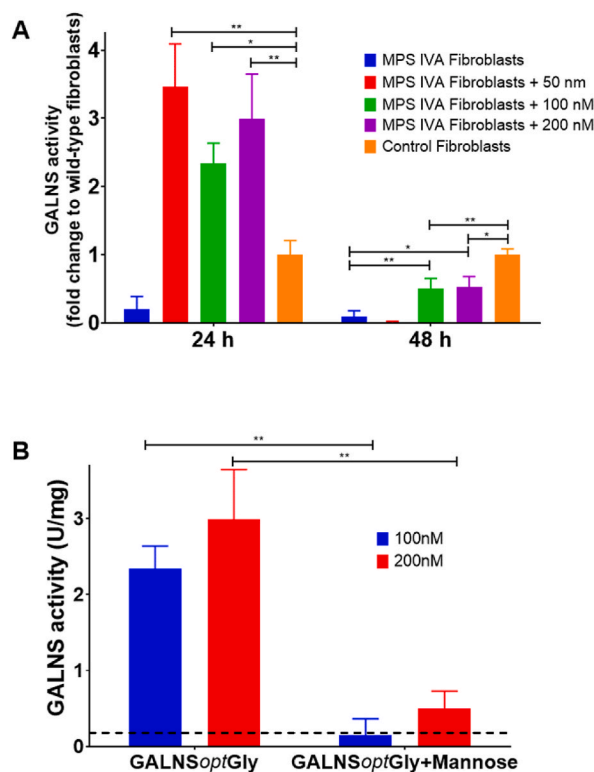 A
GALNS activity
(fold change to wild-type fibroblasts)
4
3
2
1
0
**
*
**
**
*
*
**
MPS IVA Fibroblasts
MPS IVA Fibroblasts + 50 nm
MPS IVA Fibroblasts + 100 nM
MPS IVA Fibroblasts + 200 nM
Control Fibroblasts
24 h
48 h
B
GALNS activity (U/mg)
3
2
1
0
**
**
100nM
200nM
GALNSoptGly
GALNSoptGly+Mannose